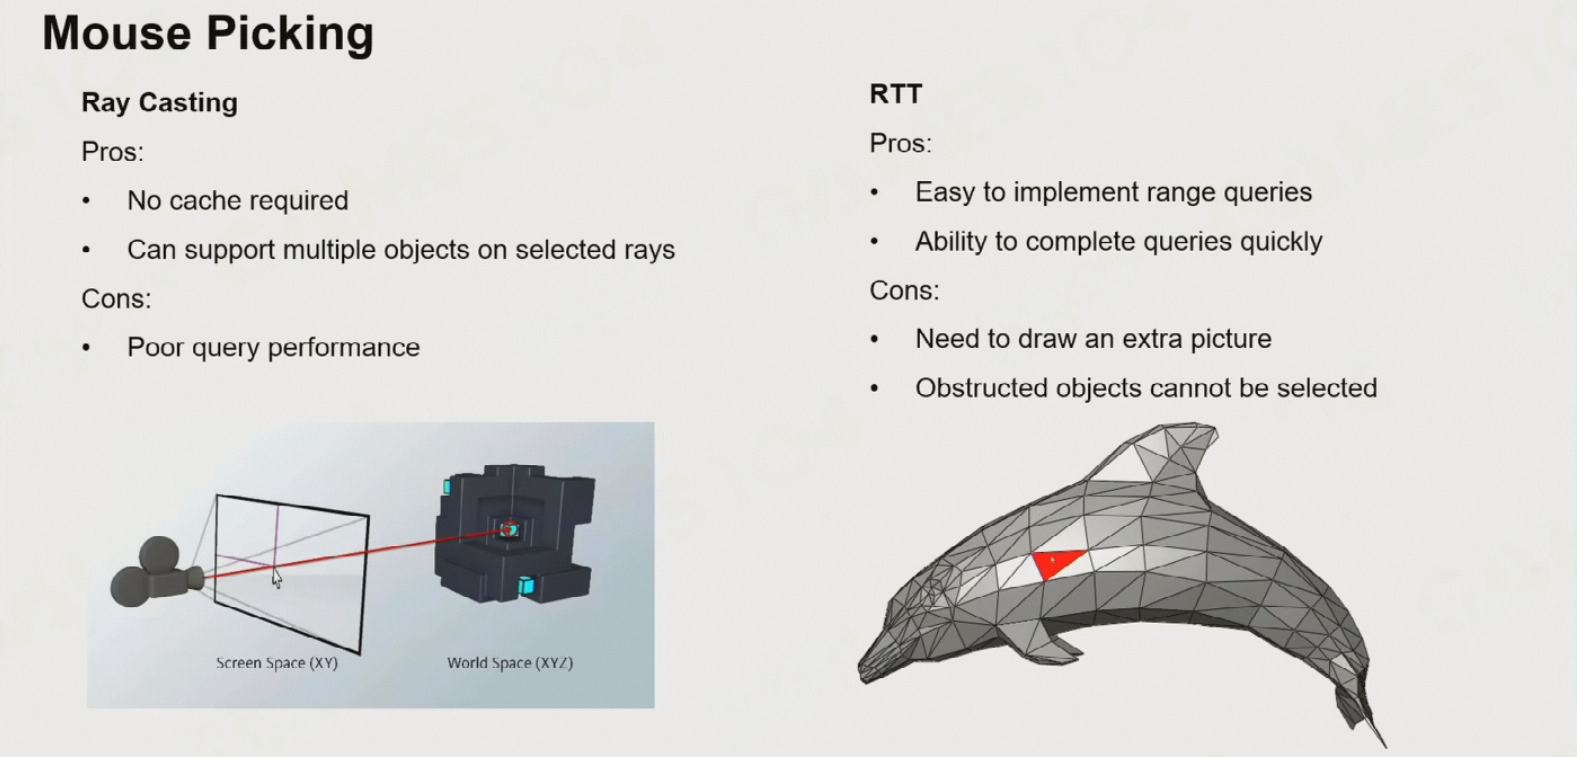 Mouse Picking
Ray Casting
Pros:
• No cache required
• Can support multiple objects on selected rays
Cons:
• Poor query performance
Screen Space (XY)
World Space (XYZ)
RTT
Pros:
• Easy to implement range queries
• Ability to complete queries quickly
Cons:
• Need to draw an extra picture
• Obstructed objects cannot be selected